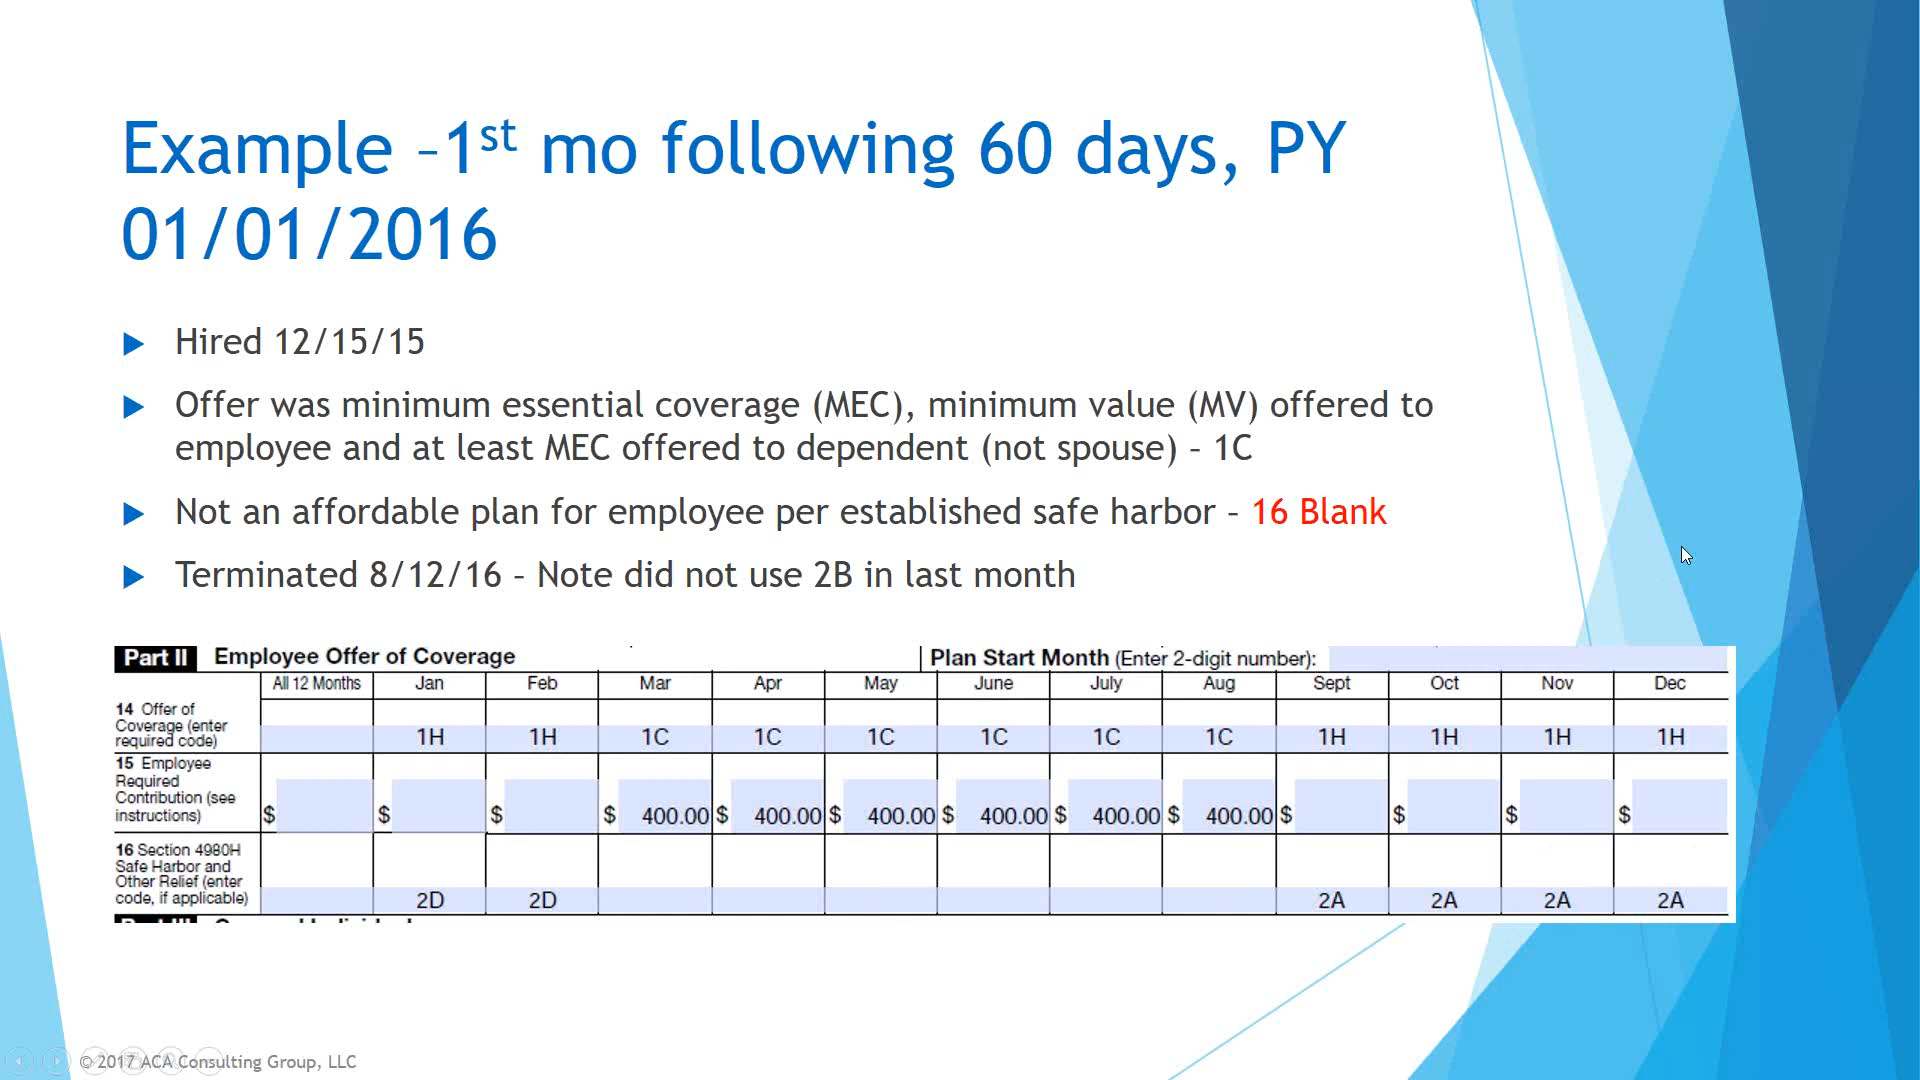 Example –1st mo following 60 days, PY
01/01/2016
Hired 12/15/15
Offer was minimum essential coverage (MEC), minimum value (MV) offered to
employee and at least MEC offered to dependent (not spouse) – 1C
Not an affordable plan for employee per established safe harbor – 16 Blank
Terminated 8/12/16 – Note did not use 2B in last month
Part II Employee Offer of Coverage Plan Start Month (Enter 2-digit number):
All 12 Months Jan Feb Mar Apr May June July Aug Sept Oct Nov Dec
14 Offer of
Coverage (enter
required code) 1H 1H 1C 1C 1C 1C 1C 1C 1H 1H 1H 1H
15 Employee
Required
Contribution (see
instructions) $ $ $ $ 400.00 $ 400.00 $ 400.00 $ 400.00 $ 400.00 $ 400.00 $ $ $ $
16 Section 4980H
Safe Harbor and
Other Relief (enter
code, if applicable) 2D 2D 2A 2A 2A 2A
© 2017 ACA Consulting Group, LLC